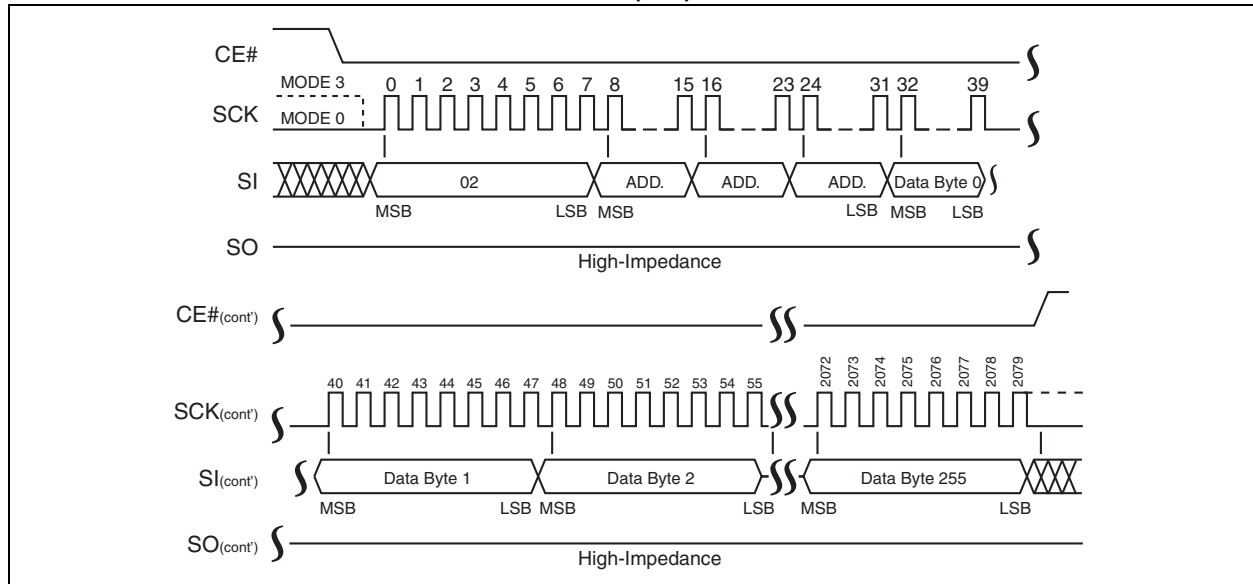 CE#
MODE 3
0 1 2 3 4 5 6 7 8 15 16 23 24 31 32 39
SCK
MODE 0
SI
02 ADD. ADD. ADD. Data Byte 0
MSB LSB MSB LSB MSB LSB
SO
High-Impedance
CE#(cont')
40 41 42 43 44 45 46 47 48 49 50 51 52 53 54 55 2072 2073 2074 2075 2076 2077 2078 2079
SCK(cont')
SI(cont') Data Byte 1 Data Byte 2 Data Byte 255
MSB LSB MSB LSB MSB LSB
SO(cont')
High-Impedance